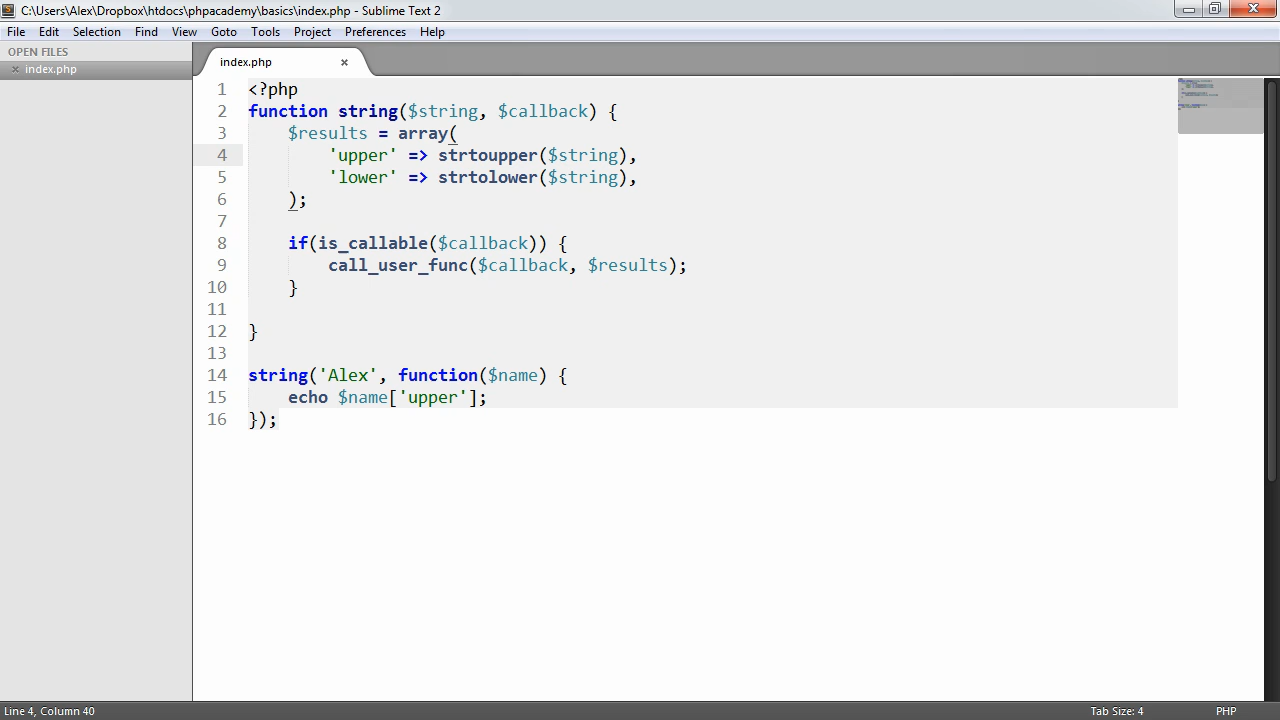 C:\Users\Alex\Dropbox\htdocs\phpacademy\basics\index.php - Sublime Text 2
File Edit Selection Find View Goto Tools Project Preferences Help
OPEN FILES
index.php
index.php
1 <?php
2 function string($string, $callback) {
3     $results = array(
4         'upper' => strtoupper($string),
5         'lower' => strtolower($string),
6     );
7
8     if(is_callable($callback)) {
9         call_user_func($callback, $results);
10     }
11
12 }
13
14 string('Alex', function($name) {
15     echo $name['upper'];
16 });
Line 4, Column 40 Tab Size: 4 PHP